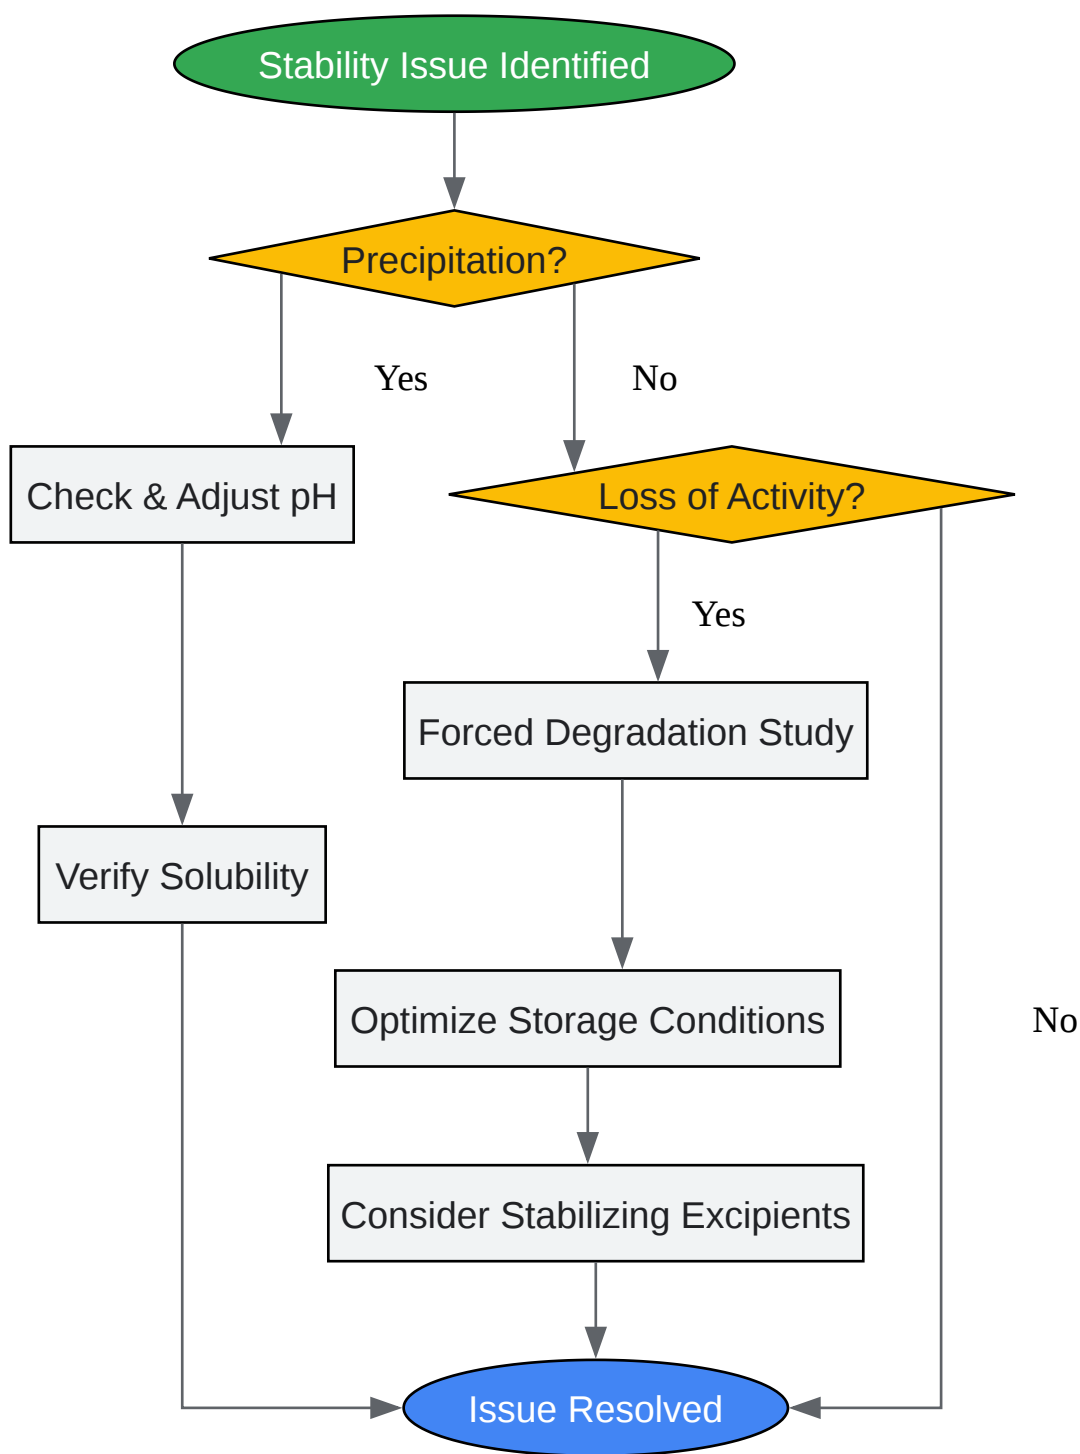 Stability Issue Identified
Precipitation?
Yes
No
Check & Adjust pH
Loss of Activity?
Yes
Forced Degradation Study
Verify Solubility
Optimize Storage Conditions
No
Consider Stabilizing Excipients
Issue Resolved